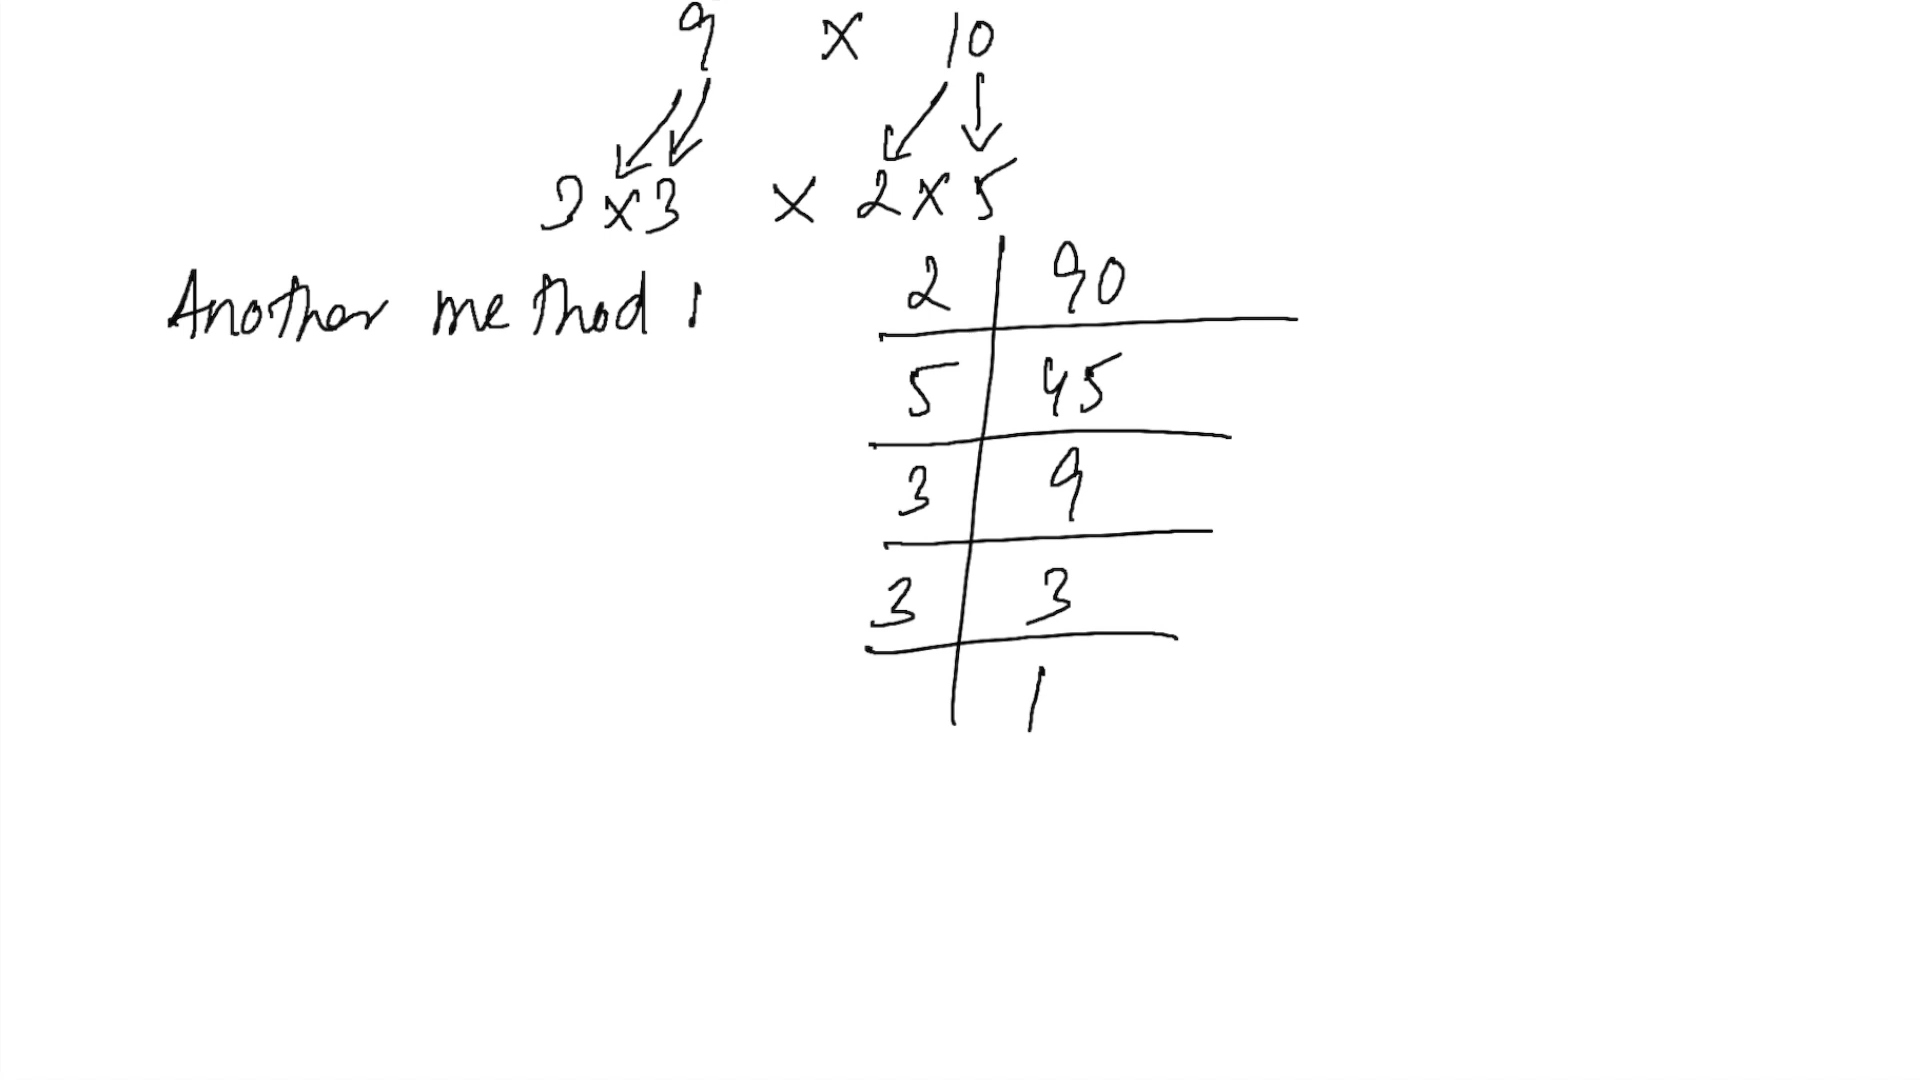 9 x 10
3 x 3 x 2 x 5
Another method :
2 | 90
5 | 45
3 | 9
3 | 3
| 1